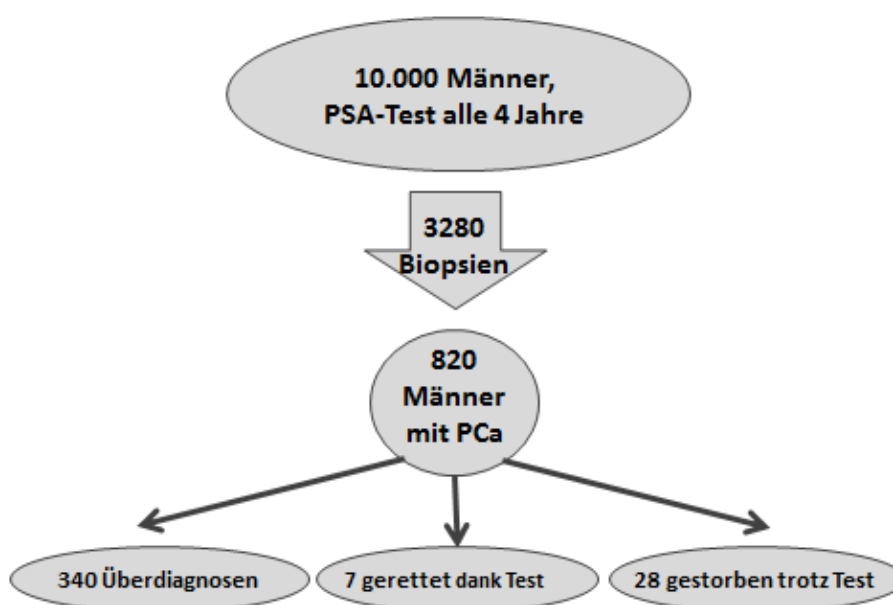 10.000 Männer,
PSA-Test alle 4 Jahre
3280
Biopsien
820
Männer
mit PCa
340 Überdiagnosen
7 gerettet dank Test
28 gestorben trotz Test